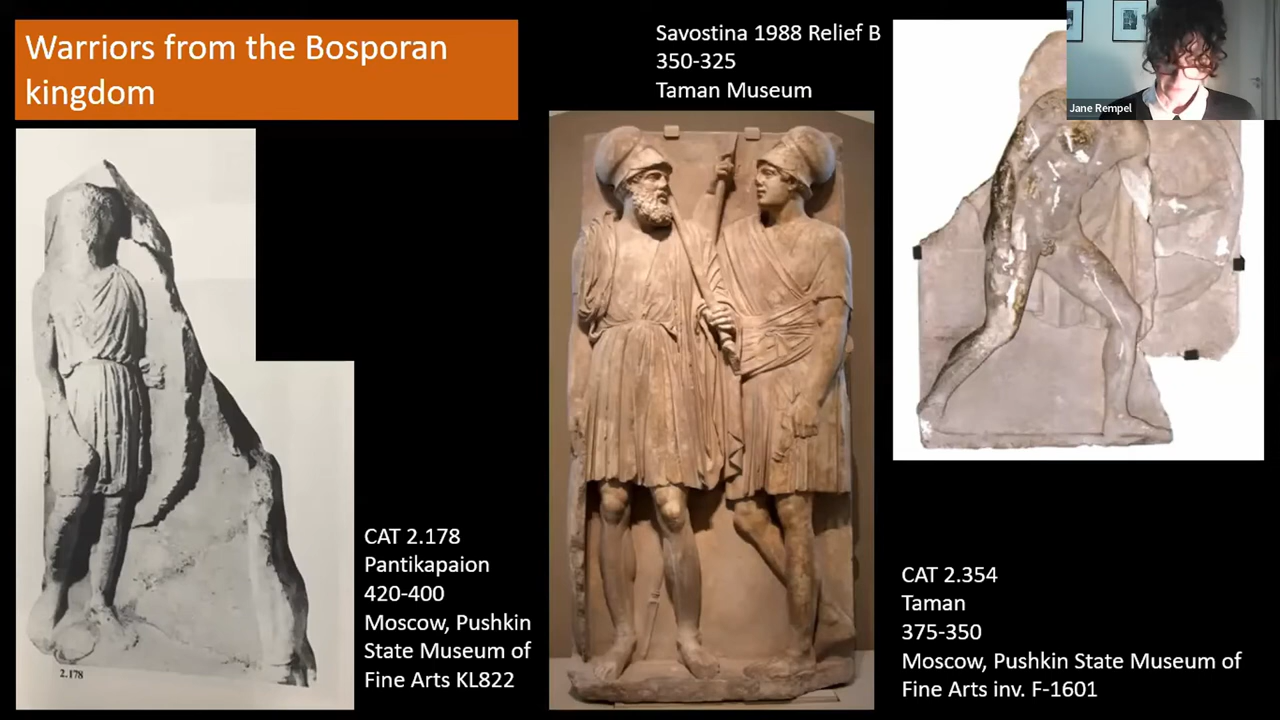 Warriors from the Bosporan
kingdom
Savostina 1988 Relief B
350-325
Taman Museum
Jane Rempel
2.178
CAT 2.178
Pantikapaion
420-400
Moscow, Pushkin
State Museum of
Fine Arts KL822
CAT 2.354
Taman
375-350
Moscow, Pushkin State Museum of
Fine Arts inv. F-1601